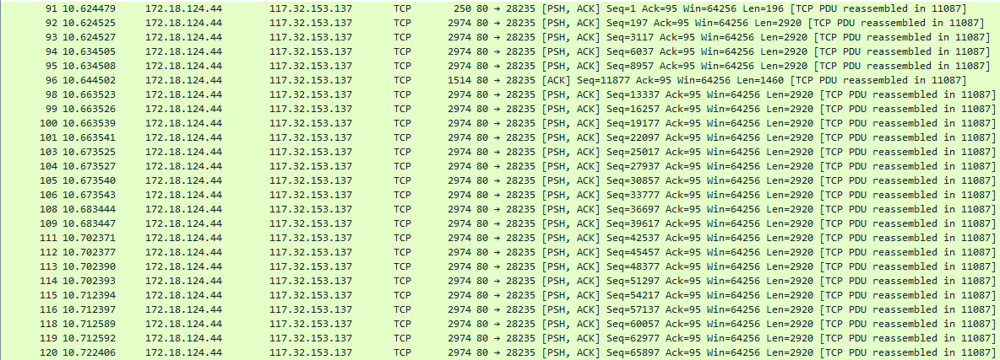 91 10.624479 172.18.124.44 117.32.153.137 TCP 250 80 → 28235 [PSH, ACK] Seq=1 Ack=95 Win=64256 Len=196 [TCP PDU reassembled in 11087]
92 10.624525 172.18.124.44 117.32.153.137 TCP 2974 80 → 28235 [PSH, ACK] Seq=197 Ack=95 Win=64256 Len=2920 [TCP PDU reassembled in 11087]
93 10.624527 172.18.124.44 117.32.153.137 TCP 2974 80 → 28235 [PSH, ACK] Seq=3117 Ack=95 Win=64256 Len=2920 [TCP PDU reassembled in 11087]
94 10.634505 172.18.124.44 117.32.153.137 TCP 2974 80 → 28235 [PSH, ACK] Seq=6037 Ack=95 Win=64256 Len=2920 [TCP PDU reassembled in 11087]
95 10.634508 172.18.124.44 117.32.153.137 TCP 2974 80 → 28235 [PSH, ACK] Seq=8957 Ack=95 Win=64256 Len=2920 [TCP PDU reassembled in 11087]
96 10.644502 172.18.124.44 117.32.153.137 TCP 1514 80 → 28235 [ACK] Seq=11877 Ack=95 Win=64256 Len=1460 [TCP PDU reassembled in 11087]
98 10.663523 172.18.124.44 117.32.153.137 TCP 2974 80 → 28235 [PSH, ACK] Seq=13337 Ack=95 Win=64256 Len=2920 [TCP PDU reassembled in 11087]
99 10.663526 172.18.124.44 117.32.153.137 TCP 2974 80 → 28235 [PSH, ACK] Seq=16257 Ack=95 Win=64256 Len=2920 [TCP PDU reassembled in 11087]
100 10.663539 172.18.124.44 117.32.153.137 TCP 2974 80 → 28235 [PSH, ACK] Seq=19177 Ack=95 Win=64256 Len=2920 [TCP PDU reassembled in 11087]
101 10.663541 172.18.124.44 117.32.153.137 TCP 2974 80 → 28235 [PSH, ACK] Seq=22097 Ack=95 Win=64256 Len=2920 [TCP PDU reassembled in 11087]
103 10.673525 172.18.124.44 117.32.153.137 TCP 2974 80 → 28235 [PSH, ACK] Seq=25017 Ack=95 Win=64256 Len=2920 [TCP PDU reassembled in 11087]
104 10.673527 172.18.124.44 117.32.153.137 TCP 2974 80 → 28235 [PSH, ACK] Seq=27937 Ack=95 Win=64256 Len=2920 [TCP PDU reassembled in 11087]
105 10.673540 172.18.124.44 117.32.153.137 TCP 2974 80 → 28235 [PSH, ACK] Seq=30857 Ack=95 Win=64256 Len=2920 [TCP PDU reassembled in 11087]
106 10.673543 172.18.124.44 117.32.153.137 TCP 2974 80 → 28235 [PSH, ACK] Seq=33777 Ack=95 Win=64256 Len=2920 [TCP PDU reassembled in 11087]
108 10.683444 172.18.124.44 117.32.153.137 TCP 2974 80 → 28235 [PSH, ACK] Seq=36697 Ack=95 Win=64256 Len=2920 [TCP PDU reassembled in 11087]
109 10.683447 172.18.124.44 117.32.153.137 TCP 2974 80 → 28235 [PSH, ACK] Seq=39617 Ack=95 Win=64256 Len=2920 [TCP PDU reassembled in 11087]
111 10.702371 172.18.124.44 117.32.153.137 TCP 2974 80 → 28235 [PSH, ACK] Seq=42537 Ack=95 Win=64256 Len=2920 [TCP PDU reassembled in 11087]
112 10.702377 172.18.124.44 117.32.153.137 TCP 2974 80 → 28235 [PSH, ACK] Seq=45457 Ack=95 Win=64256 Len=2920 [TCP PDU reassembled in 11087]
113 10.702390 172.18.124.44 117.32.153.137 TCP 2974 80 → 28235 [PSH, ACK] Seq=48377 Ack=95 Win=64256 Len=2920 [TCP PDU reassembled in 11087]
114 10.702393 172.18.124.44 117.32.153.137 TCP 2974 80 → 28235 [PSH, ACK] Seq=51297 Ack=95 Win=64256 Len=2920 [TCP PDU reassembled in 11087]
115 10.712394 172.18.124.44 117.32.153.137 TCP 2974 80 → 28235 [PSH, ACK] Seq=54217 Ack=95 Win=64256 Len=2920 [TCP PDU reassembled in 11087]
116 10.712397 172.18.124.44 117.32.153.137 TCP 2974 80 → 28235 [PSH, ACK] Seq=57137 Ack=95 Win=64256 Len=2920 [TCP PDU reassembled in 11087]
118 10.712589 172.18.124.44 117.32.153.137 TCP 2974 80 → 28235 [PSH, ACK] Seq=60057 Ack=95 Win=64256 Len=2920 [TCP PDU reassembled in 11087]
119 10.712592 172.18.124.44 117.32.153.137 TCP 2974 80 → 28235 [PSH, ACK] Seq=62977 Ack=95 Win=64256 Len=2920 [TCP PDU reassembled in 11087]
120 10.722406 172.18.124.44 117.32.153.137 TCP 2974 80 → 28235 [PSH, ACK] Seq=65897 Ack=95 Win=64256 Len=2920 [TCP PDU reassembled in 11087]